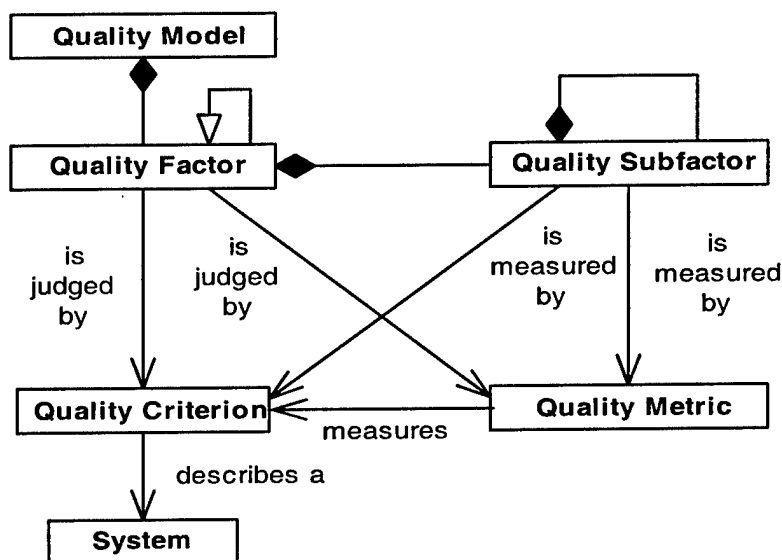 Quality Model
Quality Factor
Quality Subfactor
is
judged
by
is
judged
by
is
measured
by
is
measured
by
Quality Criterion
Quality Metric
measures
describes a
System